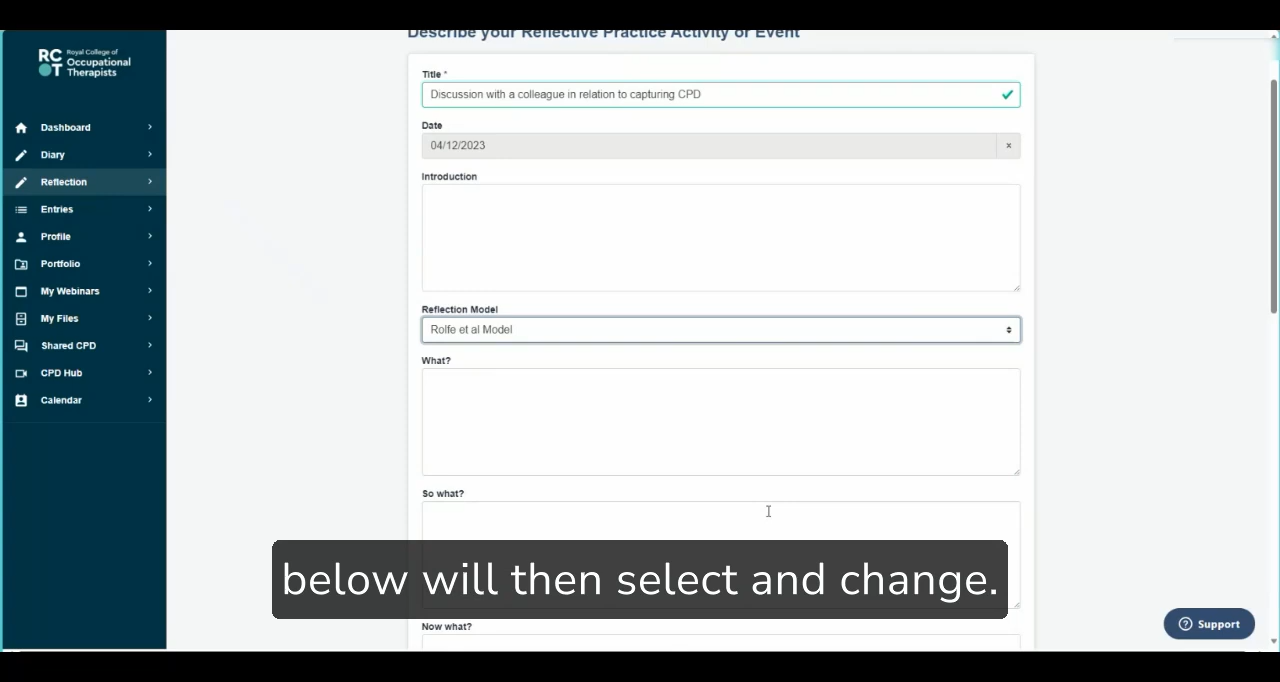 Describe your Reflective Practice Activity or Event
RC
OT
Royal College of
Occupational
Therapists
Title *
Discussion with a colleague in relation to capturing CPD
Date
04/12/2023
×
Introduction
Reflection Model
Rolfe et al Model
What?
So what?
Now what?
Dashboard
Diary
Reflection
Entries
Profile
Portfolio
My Webinars
My Files
Shared CPD
CPD Hub
Calendar
below will then select and change.
Support